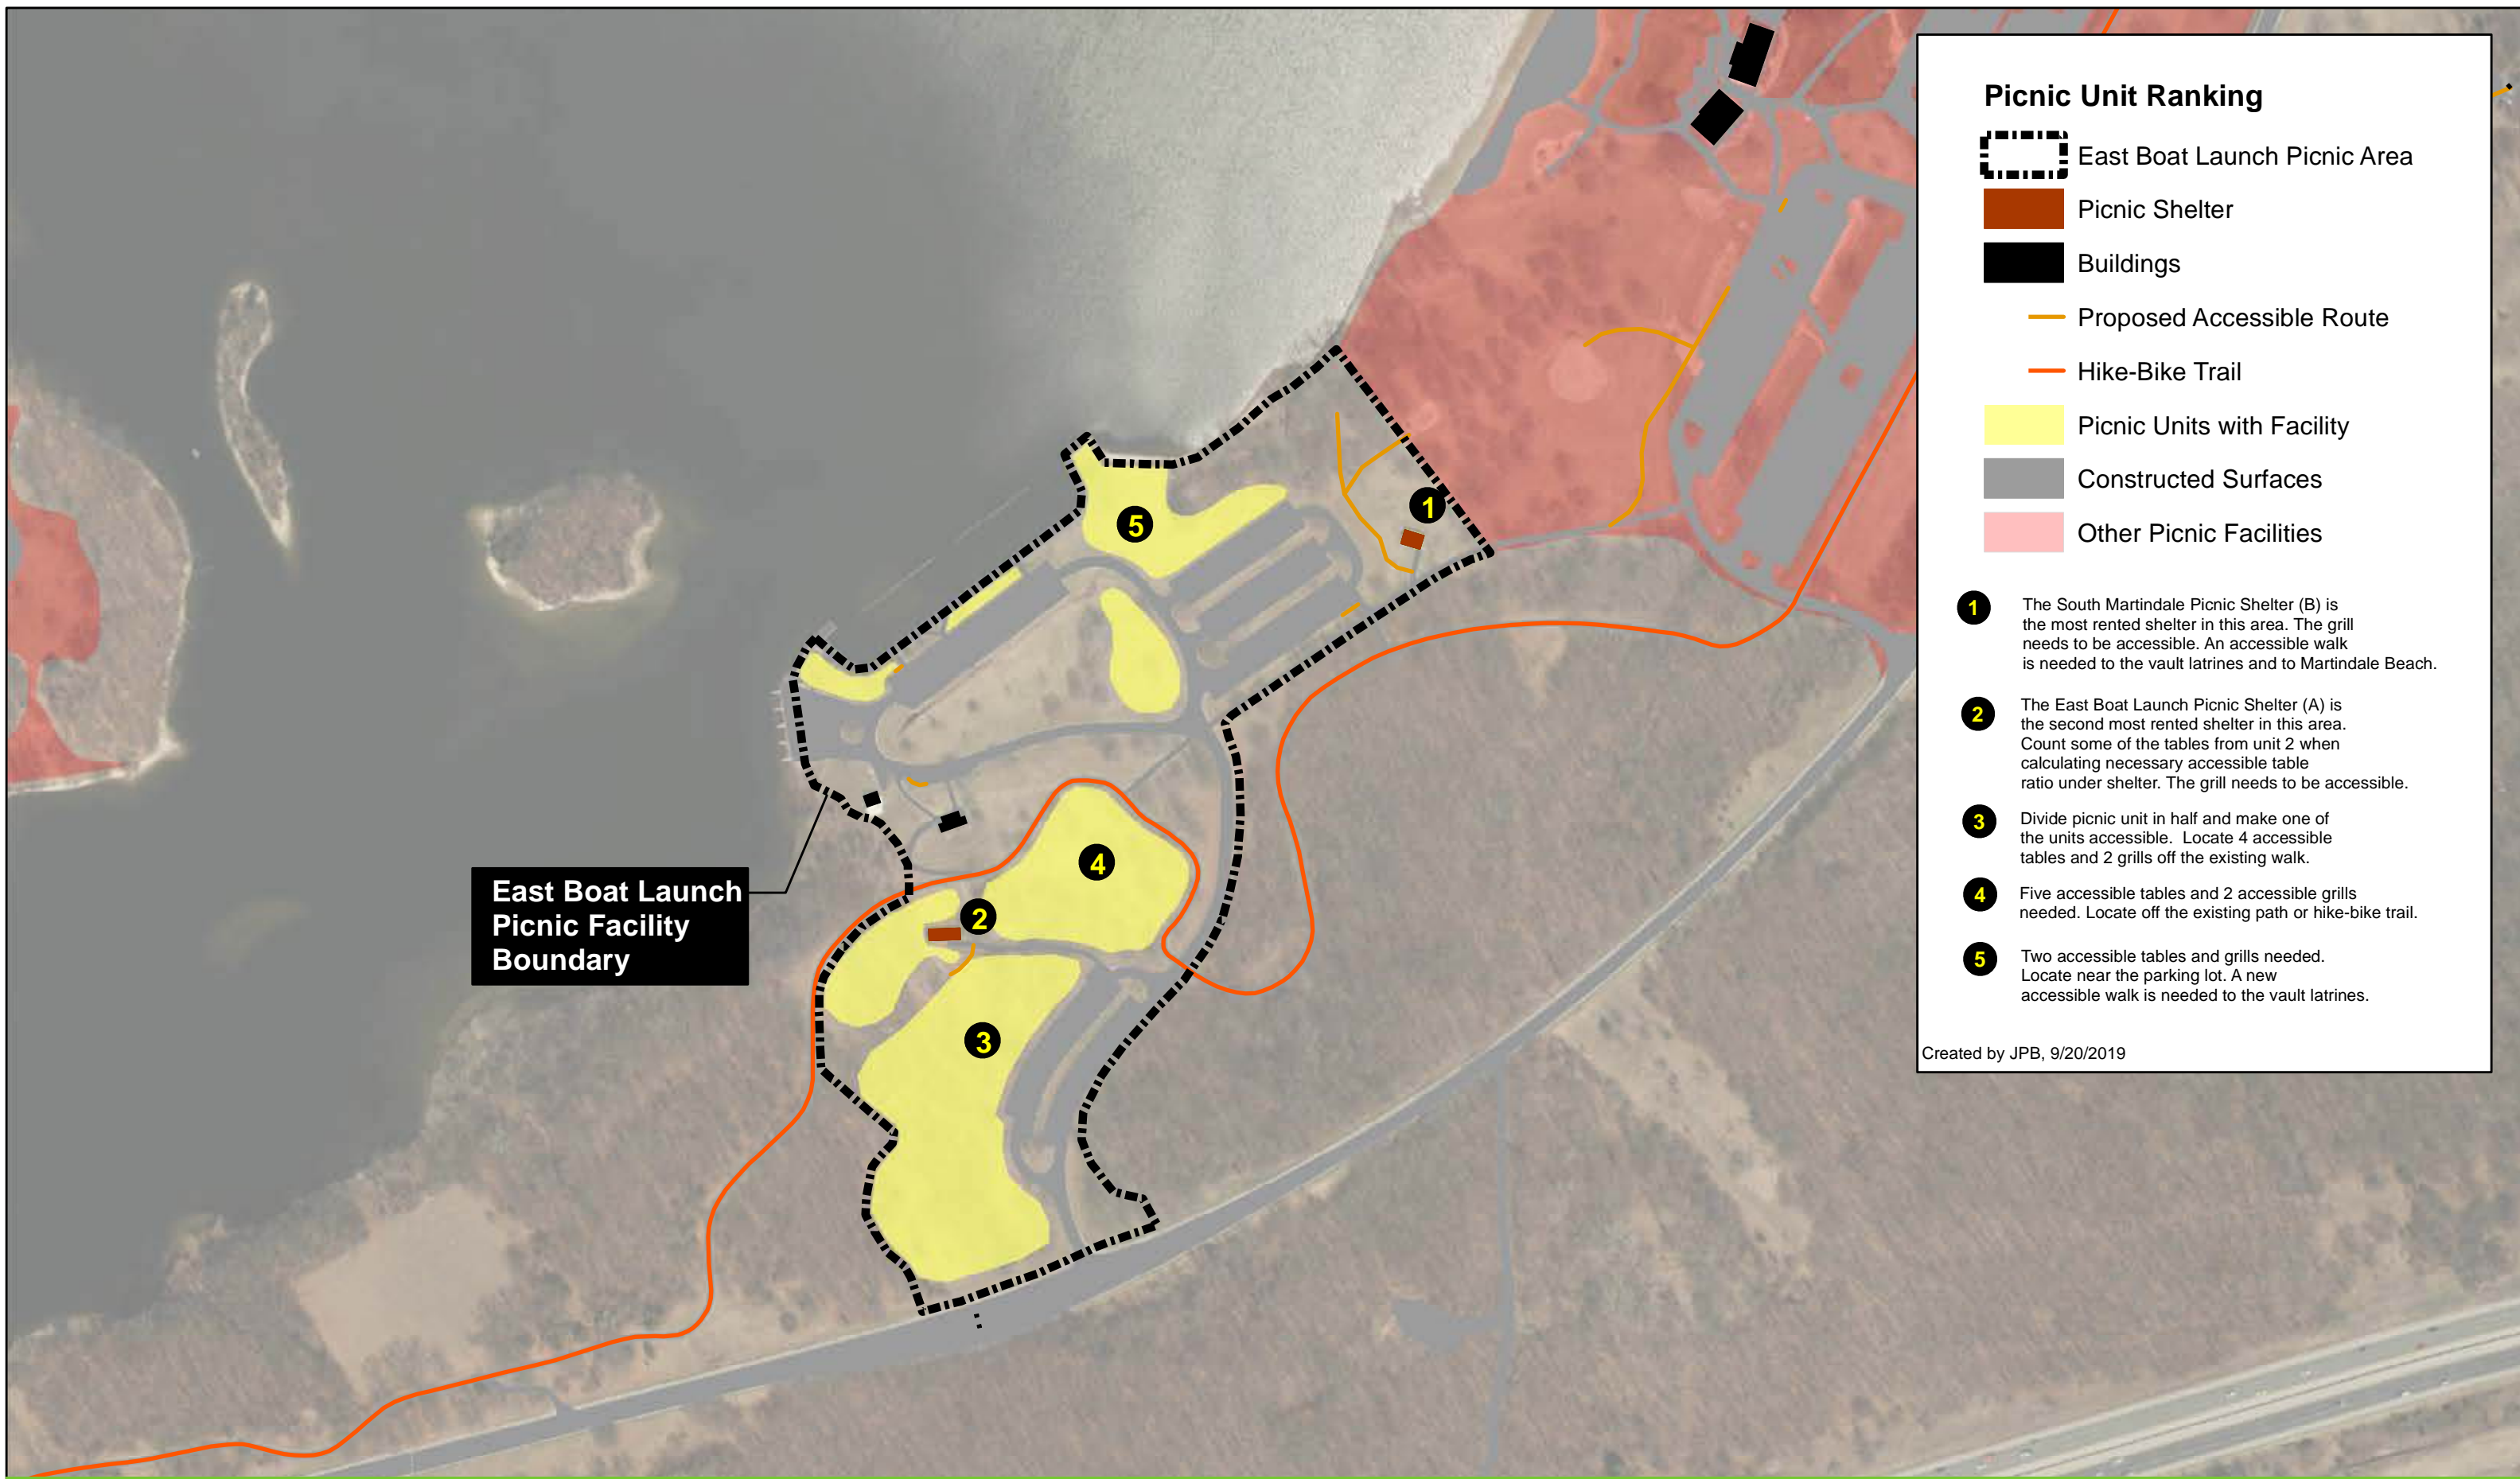 Picnic Unit Ranking
East Boat Launch Picnic Area
Picnic Shelter
Buildings
Proposed Accessible Route
Hike-Bike Trail
Picnic Units with Facility
Constructed Surfaces
Other Picnic Facilities
1
The South Martindale Picnic Shelter (B) is
the most rented shelter in this area. The grill
needs to be accessible. An accessible walk
is needed to the vault latrines and to Martindale Beach.
2
The East Boat Launch Picnic Shelter (A) is
the second most rented shelter in this area.
Count some of the tables from unit 2 when
calculating necessary accessible table
ratio under shelter. The grill needs to be accessible.
3
Divide picnic unit in half and make one of
the units accessible.  Locate 4 accessible
tables and 2 grills off the existing walk.
4
Five accessible tables and 2 accessible grills
needed. Locate off the existing path or hike-bike trail.
5
Two accessible tables and grills needed.
Locate near the parking lot. A new
accessible walk is needed to the vault latrines.
Created by JPB, 9/20/2019
1
5
4
2
3
East Boat Launch
Picnic Facility
Boundary